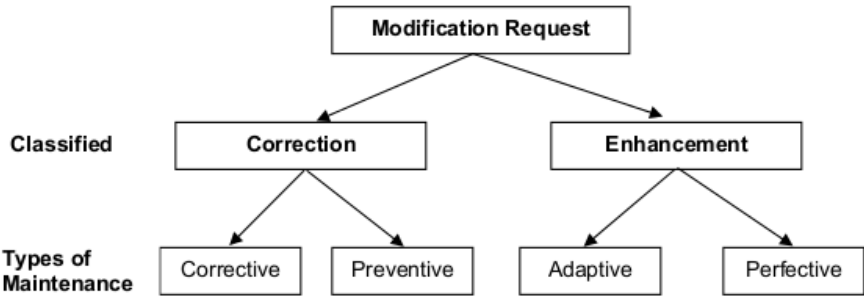 Modification Request
Classified
Correction
Enhancement
Types of
Maintenance
Corrective
Preventive
Adaptive
Perfective